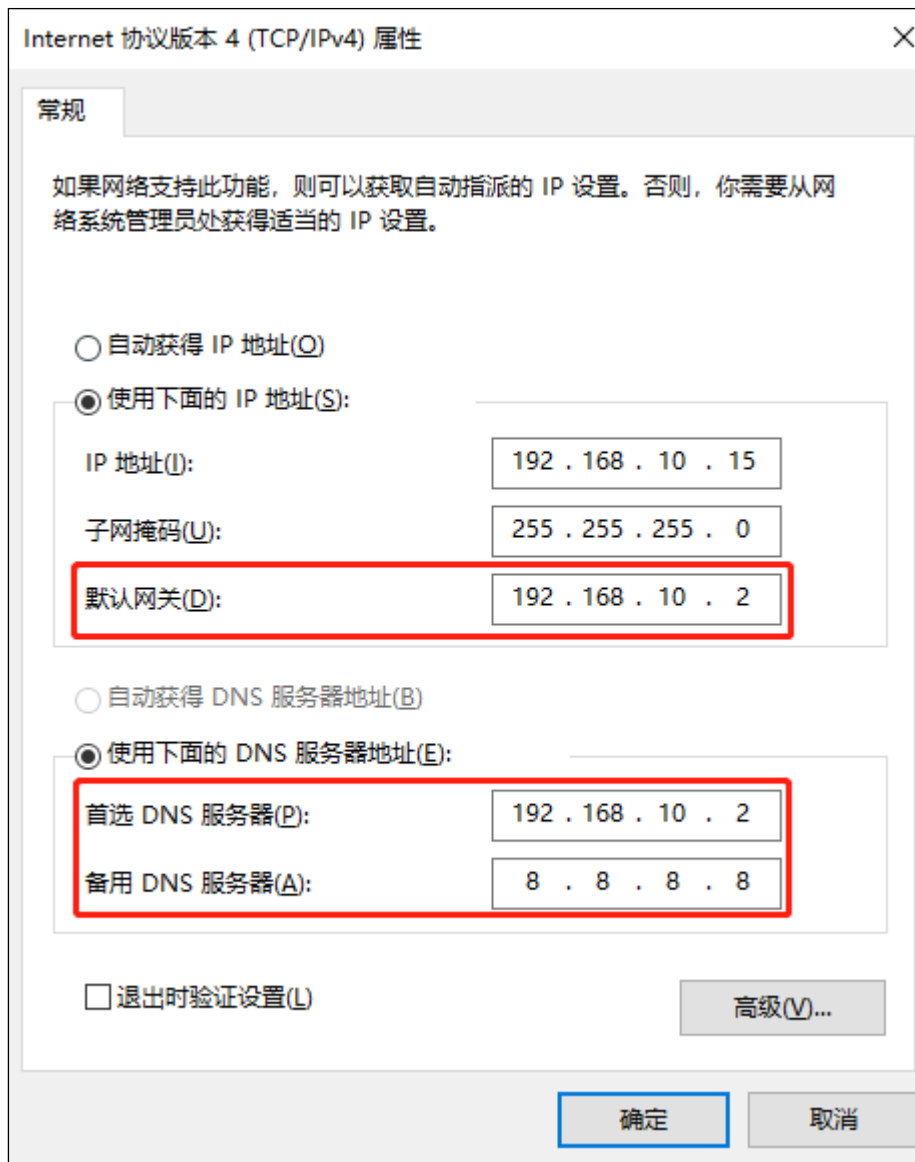 Internet 协议版本 4 (TCP/IPv4) 属性
常规
如果网络支持此功能，则可以获取自动指派的 IP 设置。否则，你需要从网
络系统管理员处获得适当的 IP 设置。
自动获得 IP 地址(O)
使用下面的 IP 地址(S):
IP 地址(I): 192 . 168 . 10 . 15
子网掩码(U): 255 . 255 . 255 . 0
默认网关(D): 192 . 168 . 10 . 2
自动获得 DNS 服务器地址(B)
使用下面的 DNS 服务器地址(E):
首选 DNS 服务器(P): 192 . 168 . 10 . 2
备用 DNS 服务器(A): 8 . 8 . 8 . 8
退出时验证设置(L)
高级(V)...
确定 取消